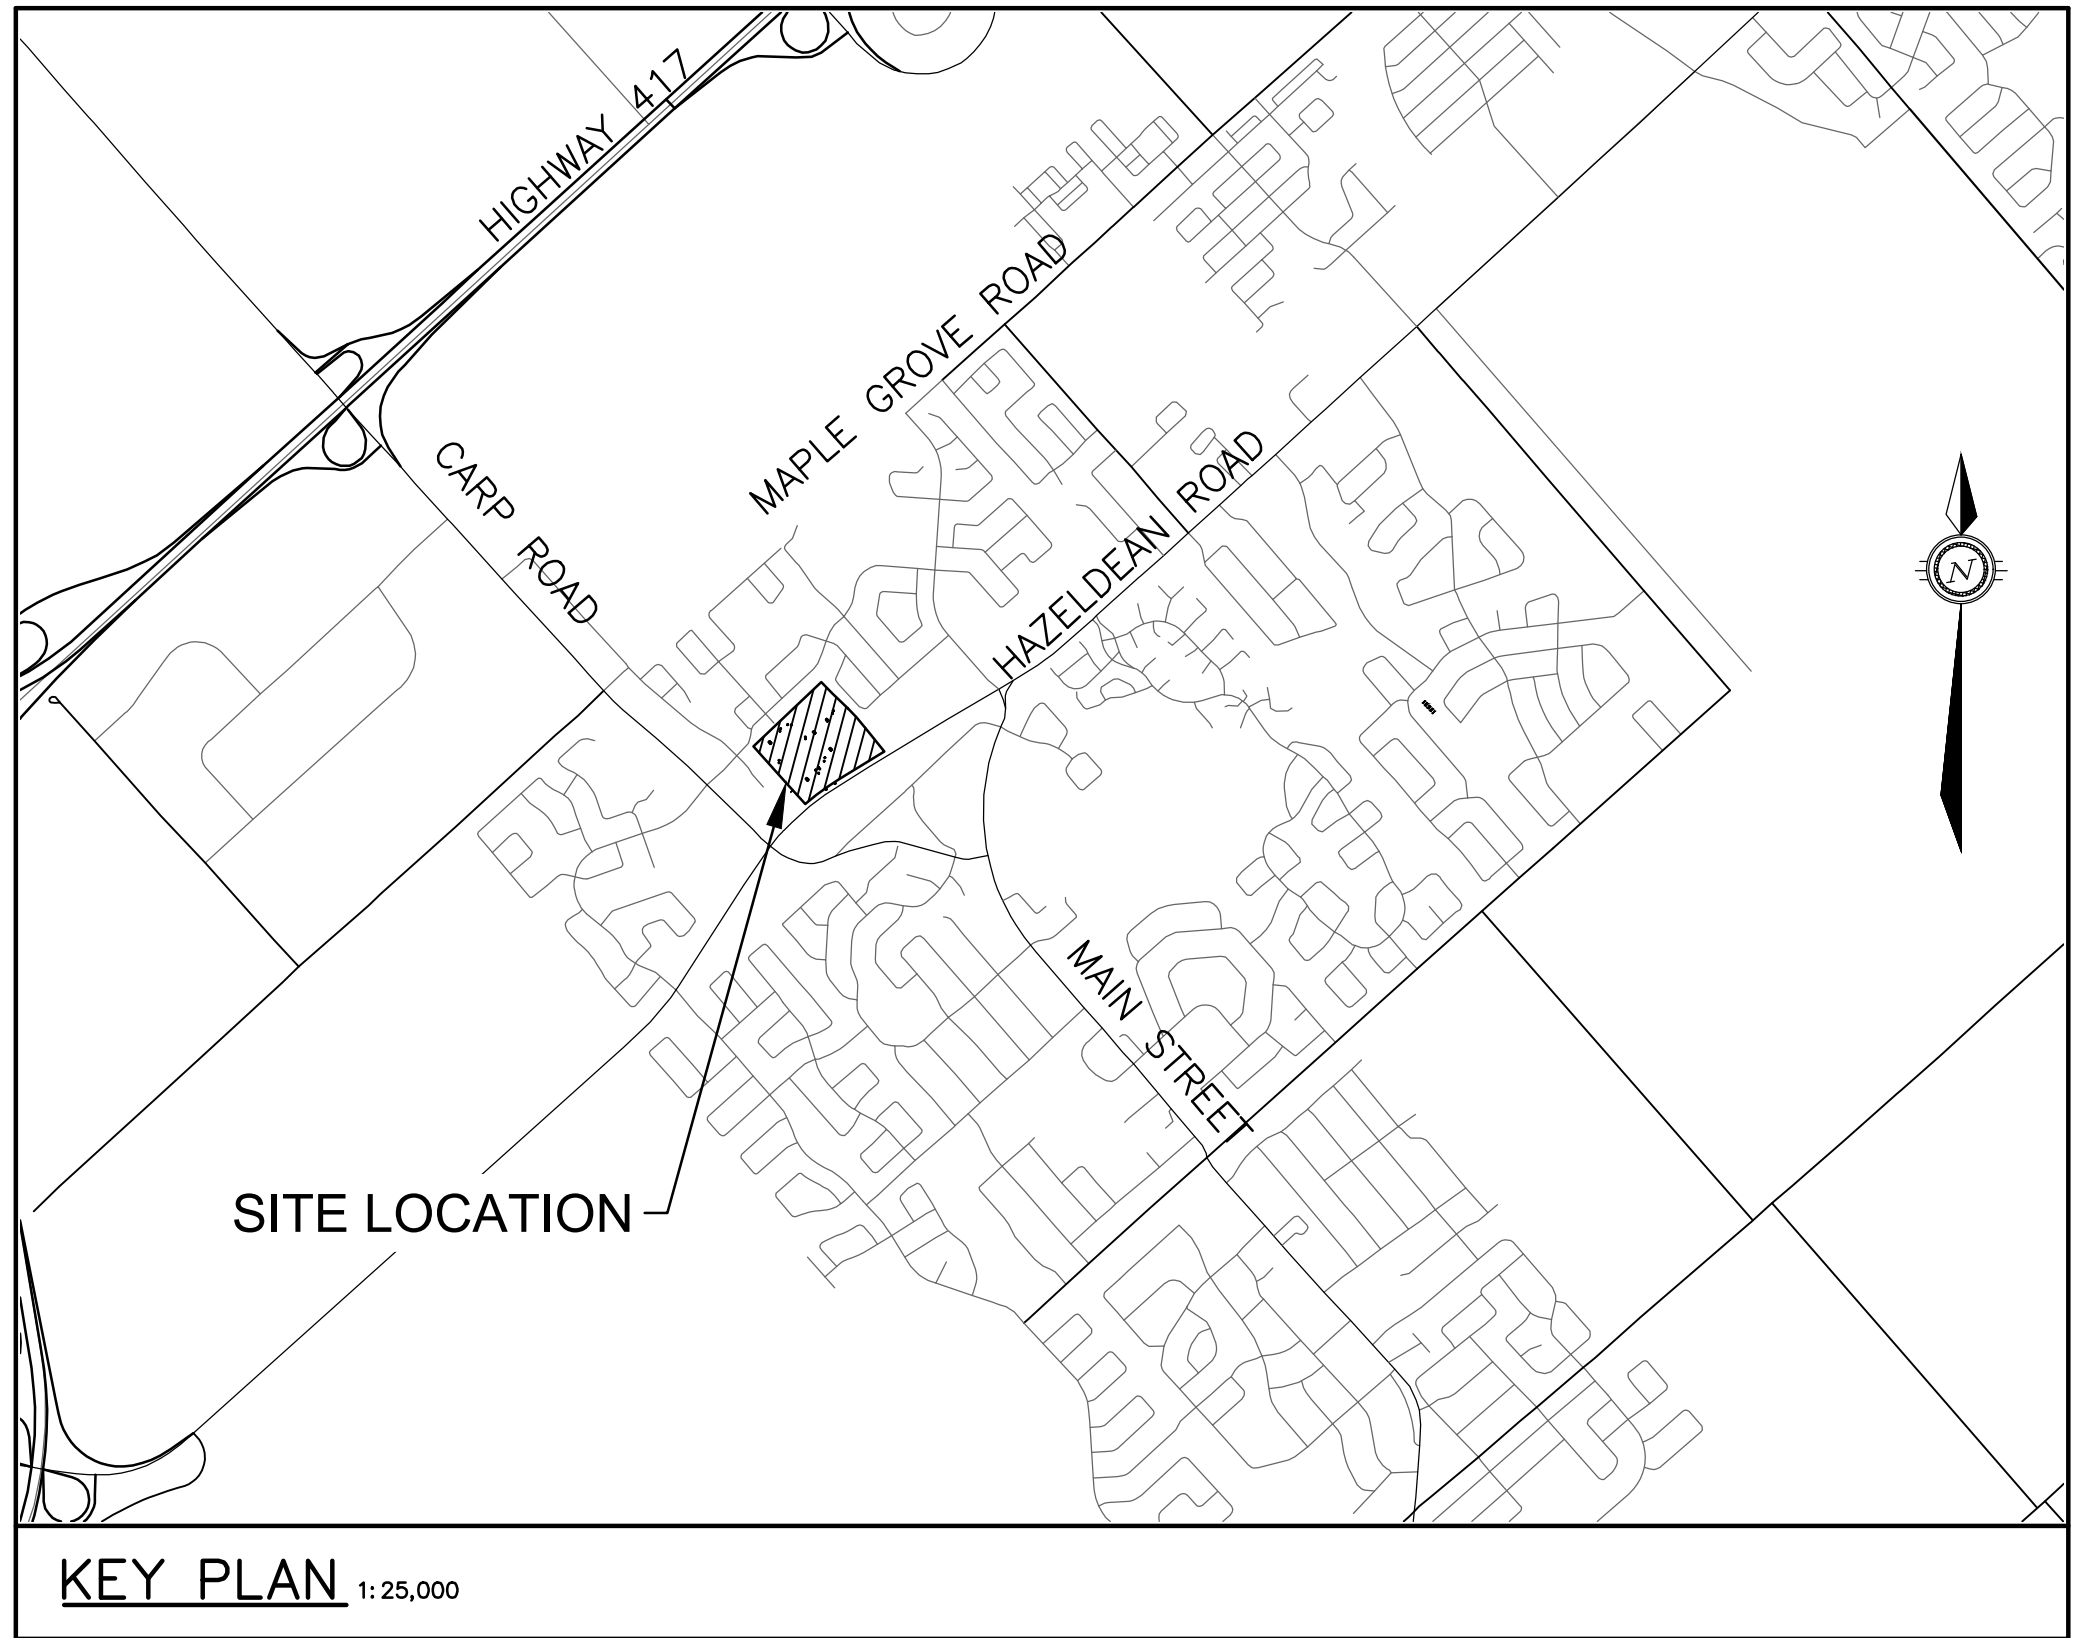 HIGHWAY 417
MAPLE GROVE ROAD
CARP ROAD
HAZELDEAN ROAD
N
MAIN STREET
SITE LOCATION
KEY PLAN 1:25,000